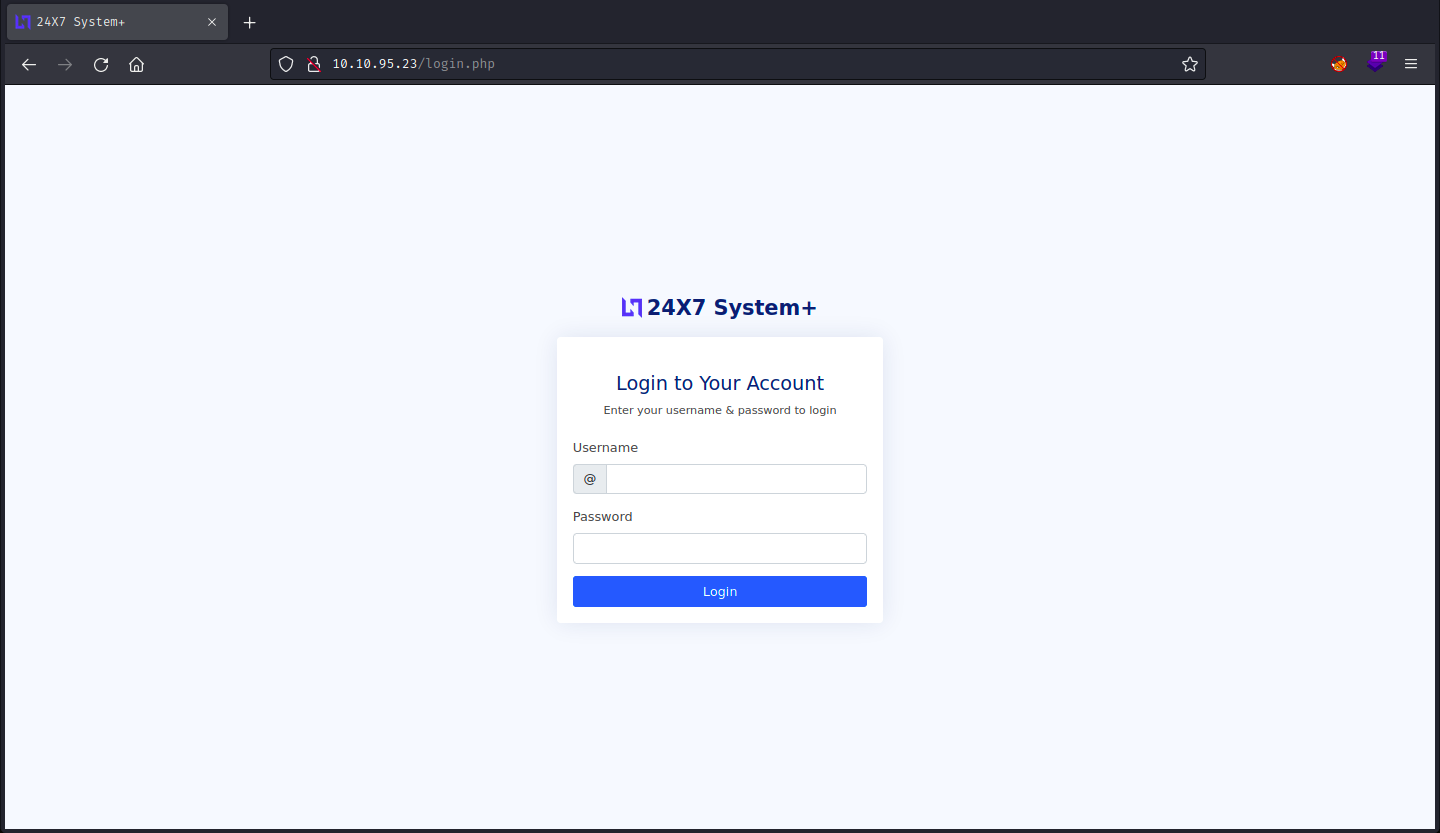 24X7 System+
10.10.95.23/login.php
11
24X7 System+
Login to Your Account
Enter your username & password to login
Username
@
Password
Login